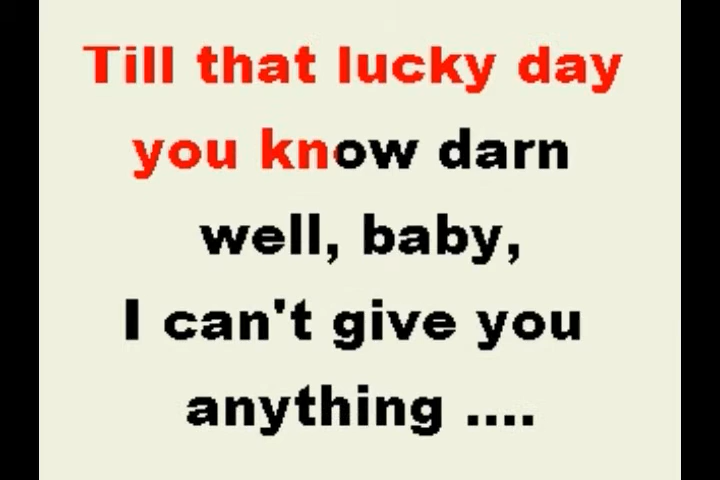 Till that lucky day
you know darn
well, baby,
I can't give you
anything ....